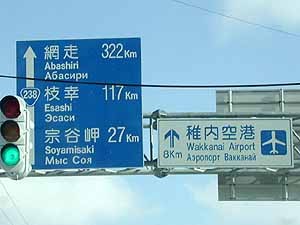 網走 322Km
Abashiri
Абасири
238
枝幸 117Km
Esashi
Эсаси
宗谷岬 27Km
Soyamisaki
Мыс Соя
稚内空港
Wakkanai Airport
8Km Аэропорт Вакканай